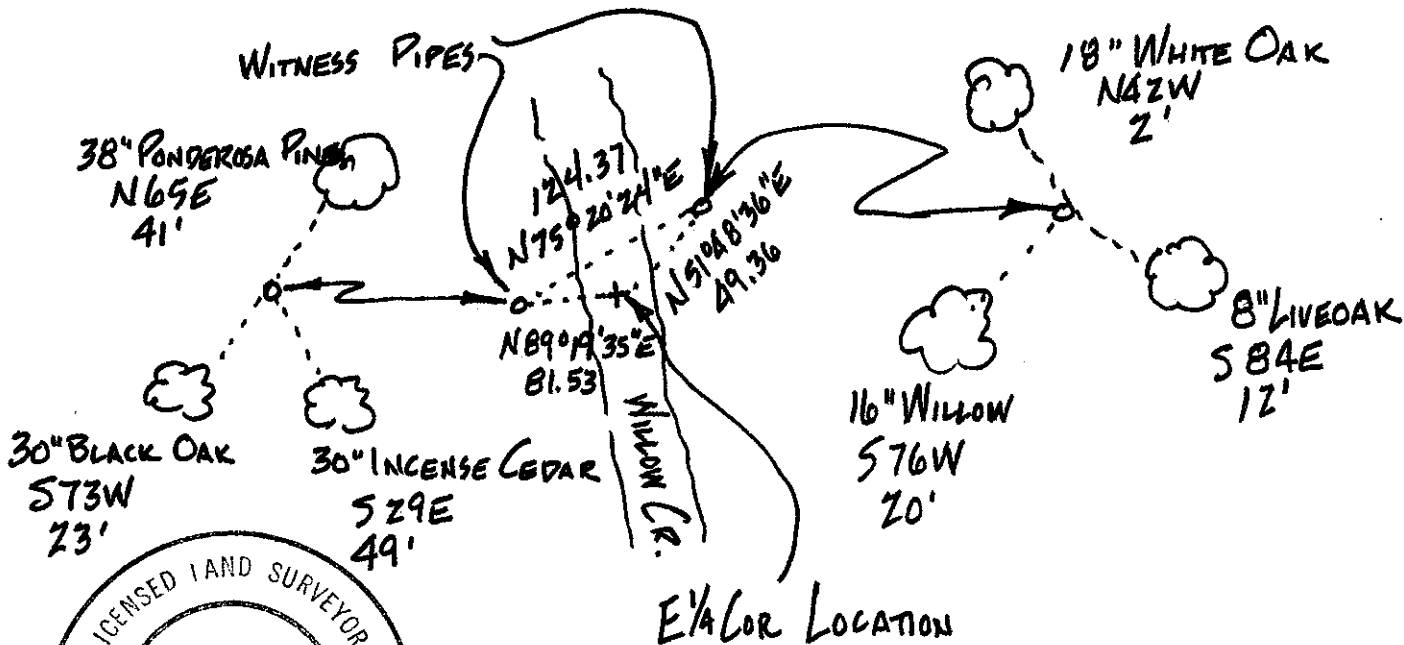 WITNESS PIPES
18" WHITE OAK
N42W
2'
38" PONDEROSA PINE
N65E
41'
124.37
N75°20'24"E
N51°48'36"E
49.36
N89°19'35"E
81.53
WILLOW CR.
8" LIVEOAK
S84E
12'
16" WILLOW
S76W
20'
30" BLACK OAK
S73W
23'
30" INCENSE CEDAR
S29E
49'
E¼ COR LOCATION
LICENSED LAND SURVEYOR